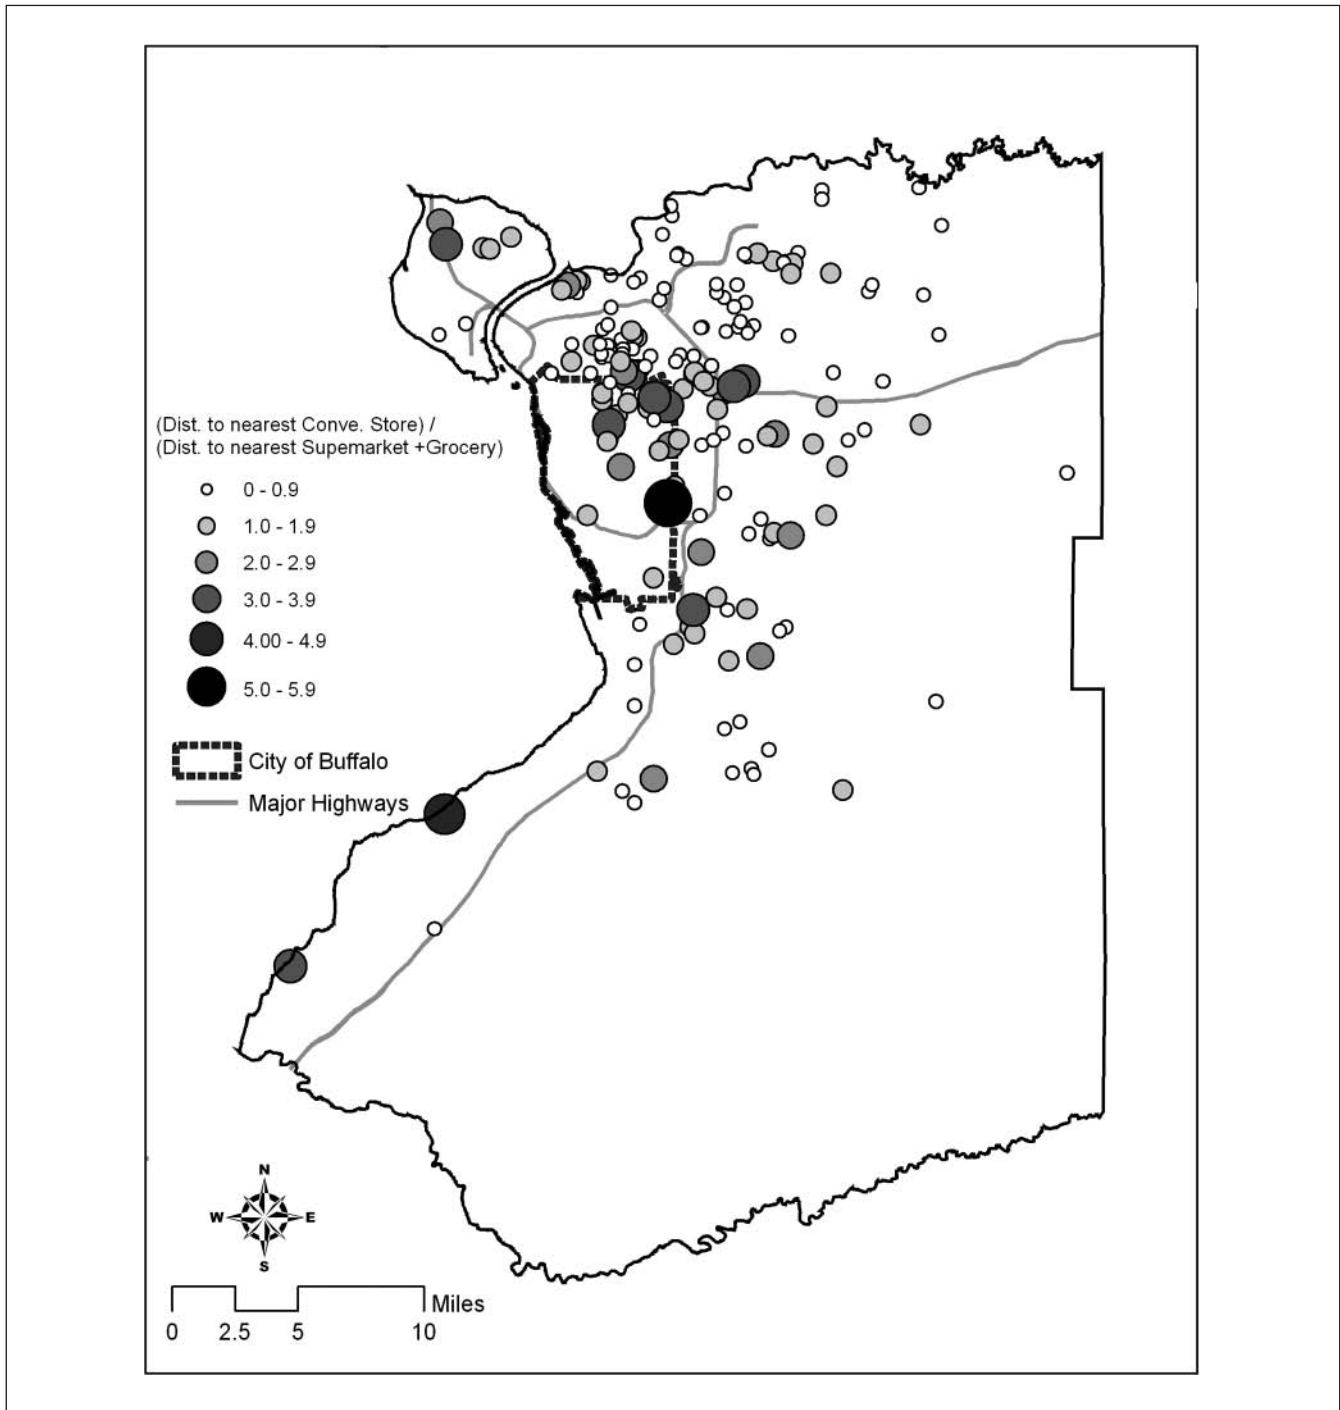 (Dist. to nearest Conve. Store) /
(Dist. to nearest Supemarket +Grocery)
0 - 0.9
1.0 - 1.9
2.0 - 2.9
3.0 - 3.9
4.00 - 4.9
5.0 - 5.9
City of Buffalo
Major Highways
N
W E
S
Miles
0 2.5 5 10